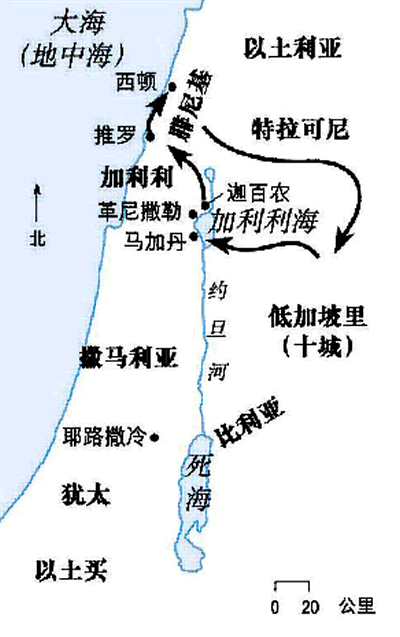 大海
(地中海)
以土利亚
西顿
腓尼基
特拉可尼
推罗
加利利
迦百农
革尼撒勒
加利利海
马加丹
北
约旦河
低加坡里
(十城)
撒马利亚
比利亚
耶路撒冷
死海
犹太
以土买
0 20 公里